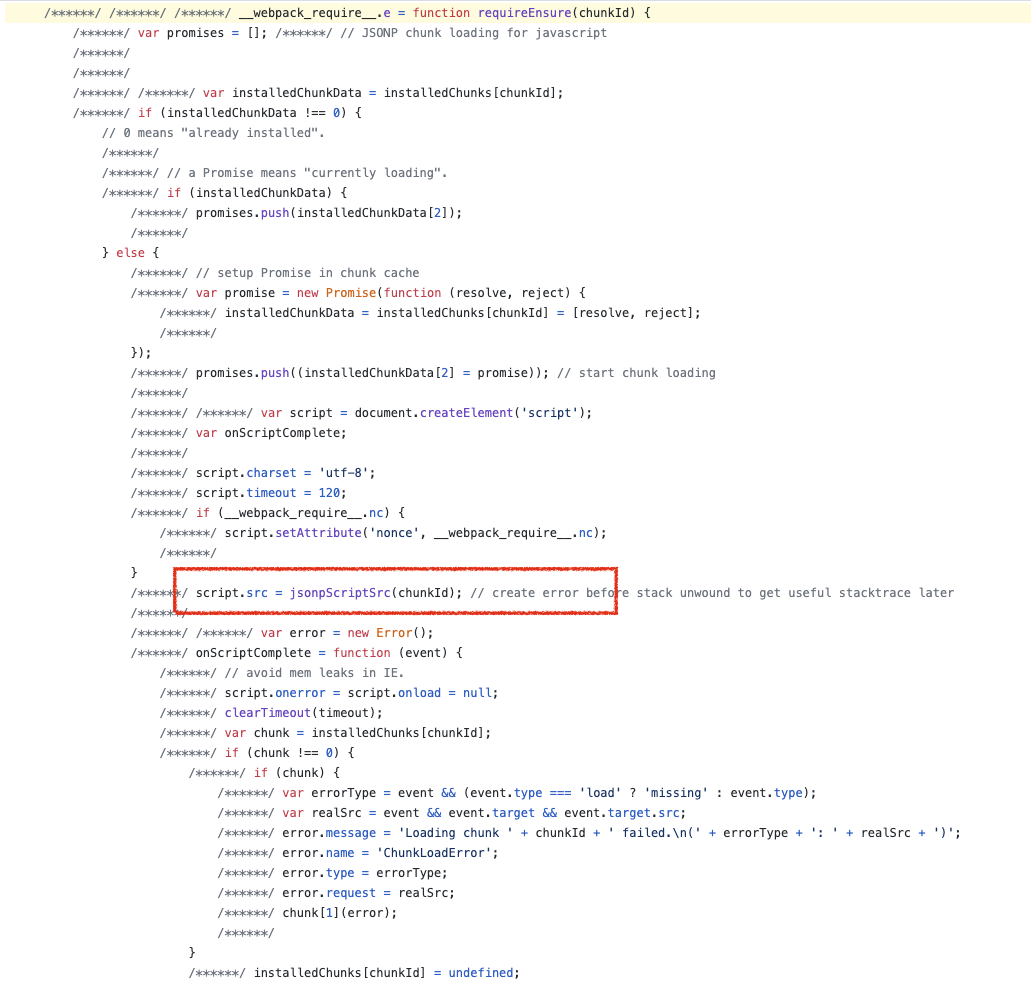 /******/ /******/ /******/ __webpack_require__.e = function requireEnsure(chunkId) {
/******/ var promises = []; /******/ // JSONP chunk loading for javascript
/******/
/******/
/******/ /******/ var installedChunkData = installedChunks[chunkId];
/******/ if (installedChunkData !== 0) {
// 0 means "already installed".
/******/
/******/ // a Promise means "currently loading".
/******/ if (installedChunkData) {
/******/ promises.push(installedChunkData[2]);
/******/
} else {
/******/ // setup Promise in chunk cache
/******/ var promise = new Promise(function (resolve, reject) {
/******/ installedChunkData = installedChunks[chunkId] = [resolve, reject];
/******/
});
/******/ promises.push((installedChunkData[2] = promise)); // start chunk loading
/******/
/******/ /******/ var script = document.createElement('script');
/******/ var onScriptComplete;
/******/
/******/ script.charset = 'utf-8';
/******/ script.timeout = 120;
/******/ if (__webpack_require__.nc) {
/******/ script.setAttribute('nonce', __webpack_require__.nc);
/******/
}
/******/ script.src = jsonpScriptSrc(chunkId); // create error before stack unwound to get useful stacktrace later
/******/
/******/ /******/ var error = new Error();
/******/ onScriptComplete = function (event) {
/******/ // avoid mem leaks in IE.
/******/ script.onerror = script.onload = null;
/******/ clearTimeout(timeout);
/******/ var chunk = installedChunks[chunkId];
/******/ if (chunk !== 0) {
/******/ if (chunk) {
/******/ var errorType = event && (event.type === 'load' ? 'missing' : event.type);
/******/ var realSrc = event && event.target && event.target.src;
/******/ error.message = 'Loading chunk ' + chunkId + ' failed.\n(' + errorType + ': ' + realSrc + ')';
/******/ error.name = 'ChunkLoadError';
/******/ error.type = errorType;
/******/ error.request = realSrc;
/******/ chunk[1](error);
/******/
}
/******/ installedChunks[chunkId] = undefined;